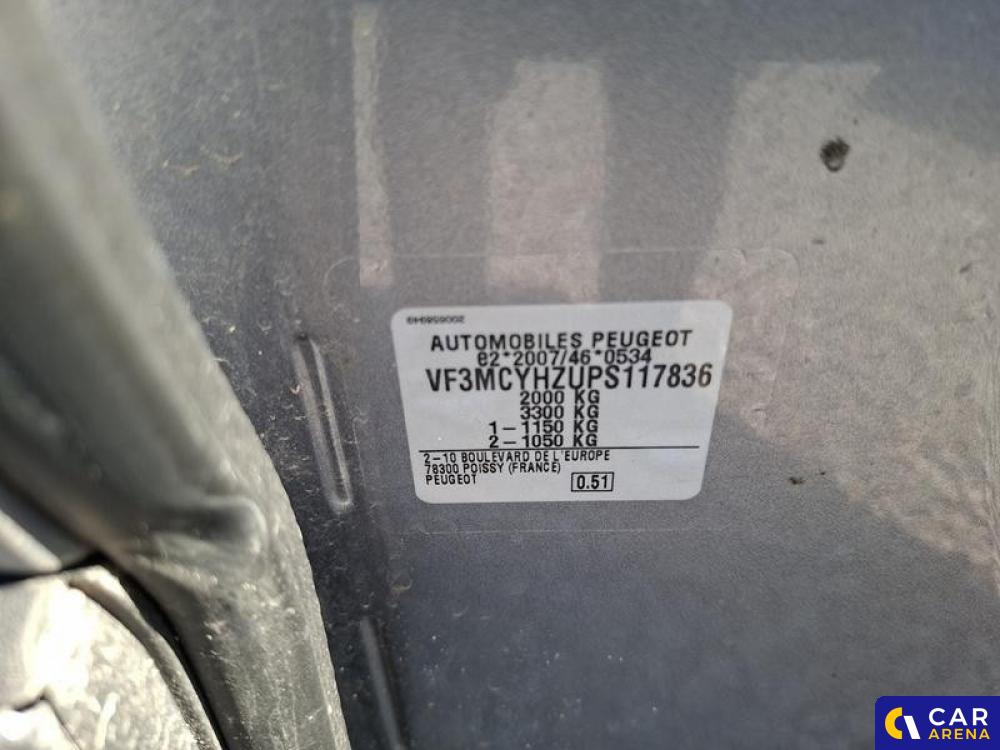 2000658949
AUTOMOBILES PEUGEOT
e2*2007/46*0534
VF3MCYHZUPS117836
2000 KG
3300 KG
1-1150 KG
2-1050 KG
2-10 BOULEVARD DE L'EUROPE
78300 POISSY (FRANCE)
PEUGEOT
0.51
CAR
ARENA